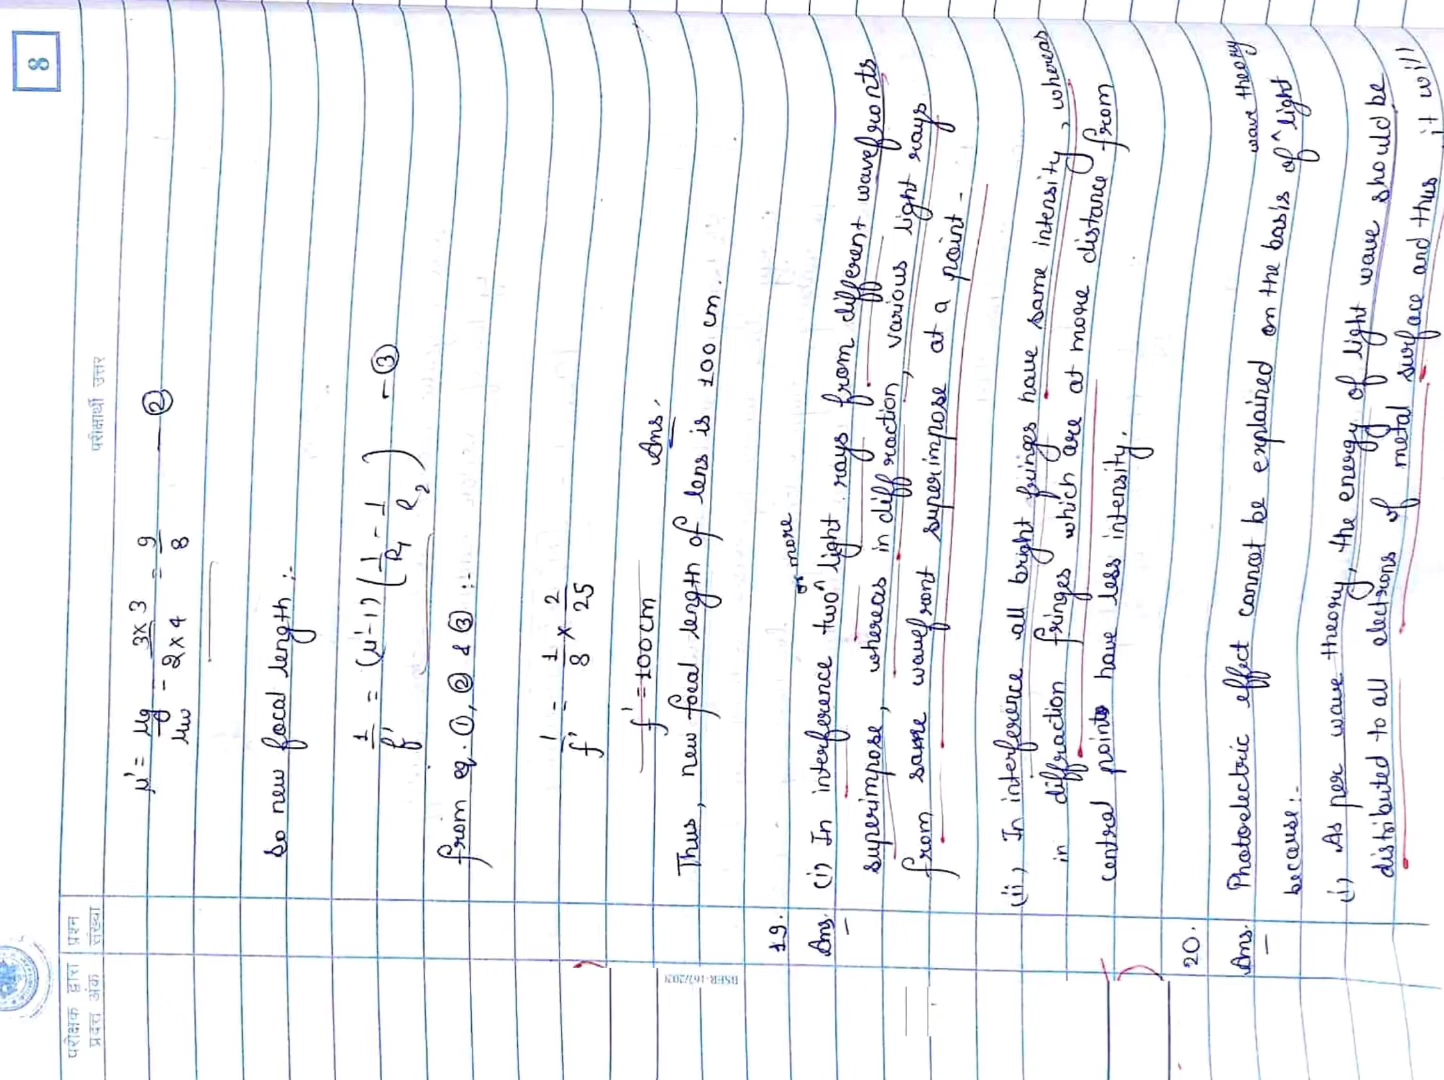 8
परीक्षक द्वारा
प्रदत्त अंक
प्रश्न
संख्या
परीक्षार्थी उत्तर
μ' = μg/μw = 3×3/2×4 = 9/8 — ②
So new focal length :-
1/f' = (μ'-1) (1/R1 - 1/R2) - ③
from eq. ①, ② & ③ :-
1/f' = 1/8 × 2/25
f' = 100 cm Ans.
Thus, new focal length of lens is 100 cm.
19.
or more
Ans. (i) In interference two^ light rays from different wavefronts
superimpose, whereas in diffraction, various light rays
from same wavefront superimpose at a point.
(ii) In interference all bright fringes have same intensity, whereas
in diffraction fringes which are at more distance from
central points have less intensity.
20.
wave theory
Ans. Photoelectric effect cannot be explained on the basis of^light
because:-
(i) As per wave theory, the energy of light wave should be
distributed to all electrons of metal surface and thus it will